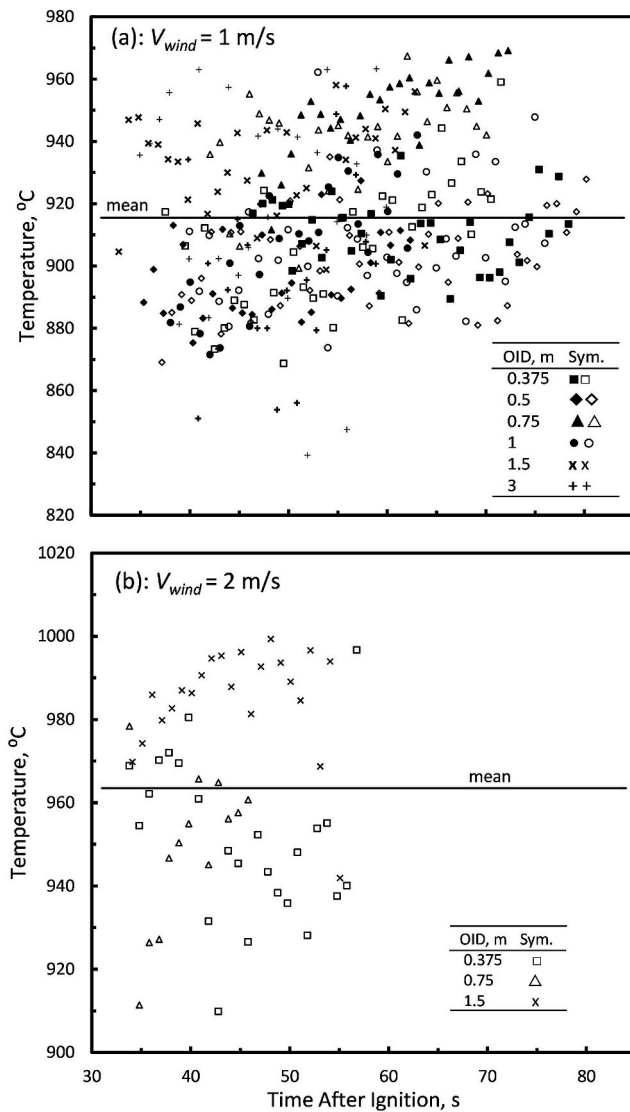 (a): Vwind = 1 m/s
980
960
940
920
900
880
860
840
820
mean
Temperature, °C
OID, m Sym.
0.375
0.5
0.75
1
1.5
3
(b): Vwind = 2 m/s
1020
1000
980
960
940
920
900
mean
Temperature, °C
OID, m Sym.
0.375
0.75
1.5
30 40 50 60 70 80
Time After Ignition, s